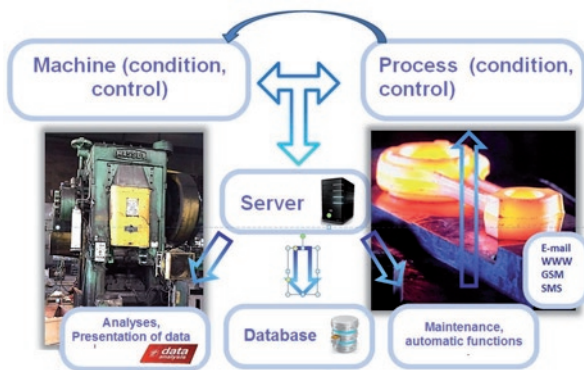 Machine (condition,
control)
Process (condition,
control)
MASSEY
Server
E-mail
WWW
GSM
SMS
Analyses,
Presentation of data
data
analysis
Database
Maintenance,
automatic functions